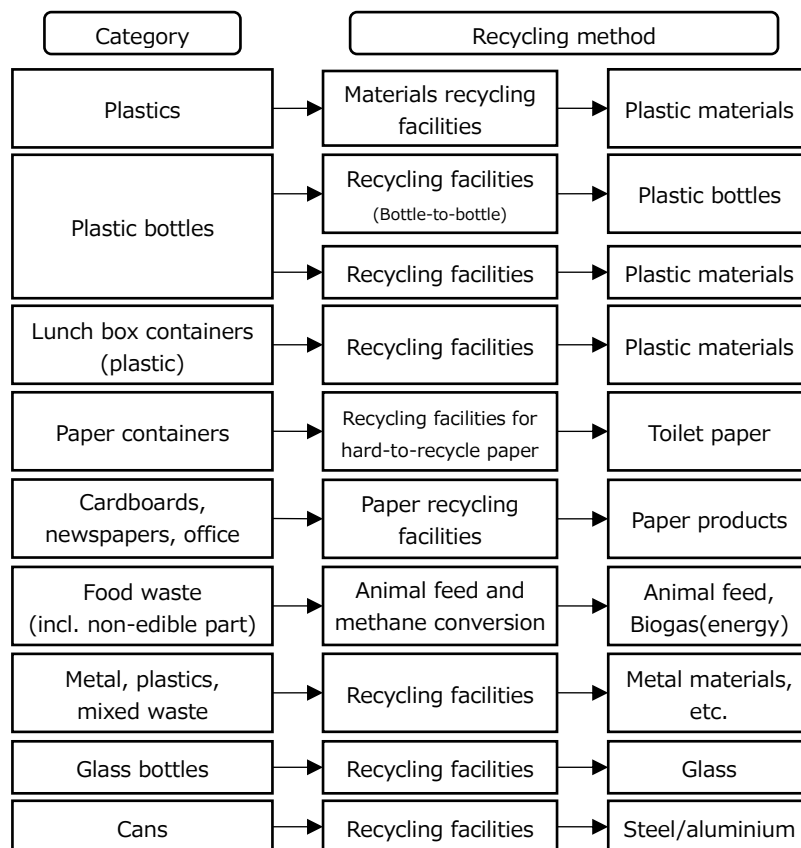 Category
Recycling method
Plastics
Materials recycling
facilities
Plastic materials
Plastic bottles
Recycling facilities
(Bottle-to-bottle)
Plastic bottles
Recycling facilities
Plastic materials
Lunch box containers
(plastic)
Recycling facilities
Plastic materials
Paper containers
Recycling facilities for
hard-to-recycle paper
Toilet paper
Cardboards,
newspapers, office
Paper recycling
facilities
Paper products
Food waste
(incl. non-edible part)
Animal feed and
methane conversion
Animal feed,
Biogas(energy)
Metal, plastics,
mixed waste
Recycling facilities
Metal materials,
etc.
Glass bottles
Recycling facilities
Glass
Cans
Recycling facilities
Steel/aluminium